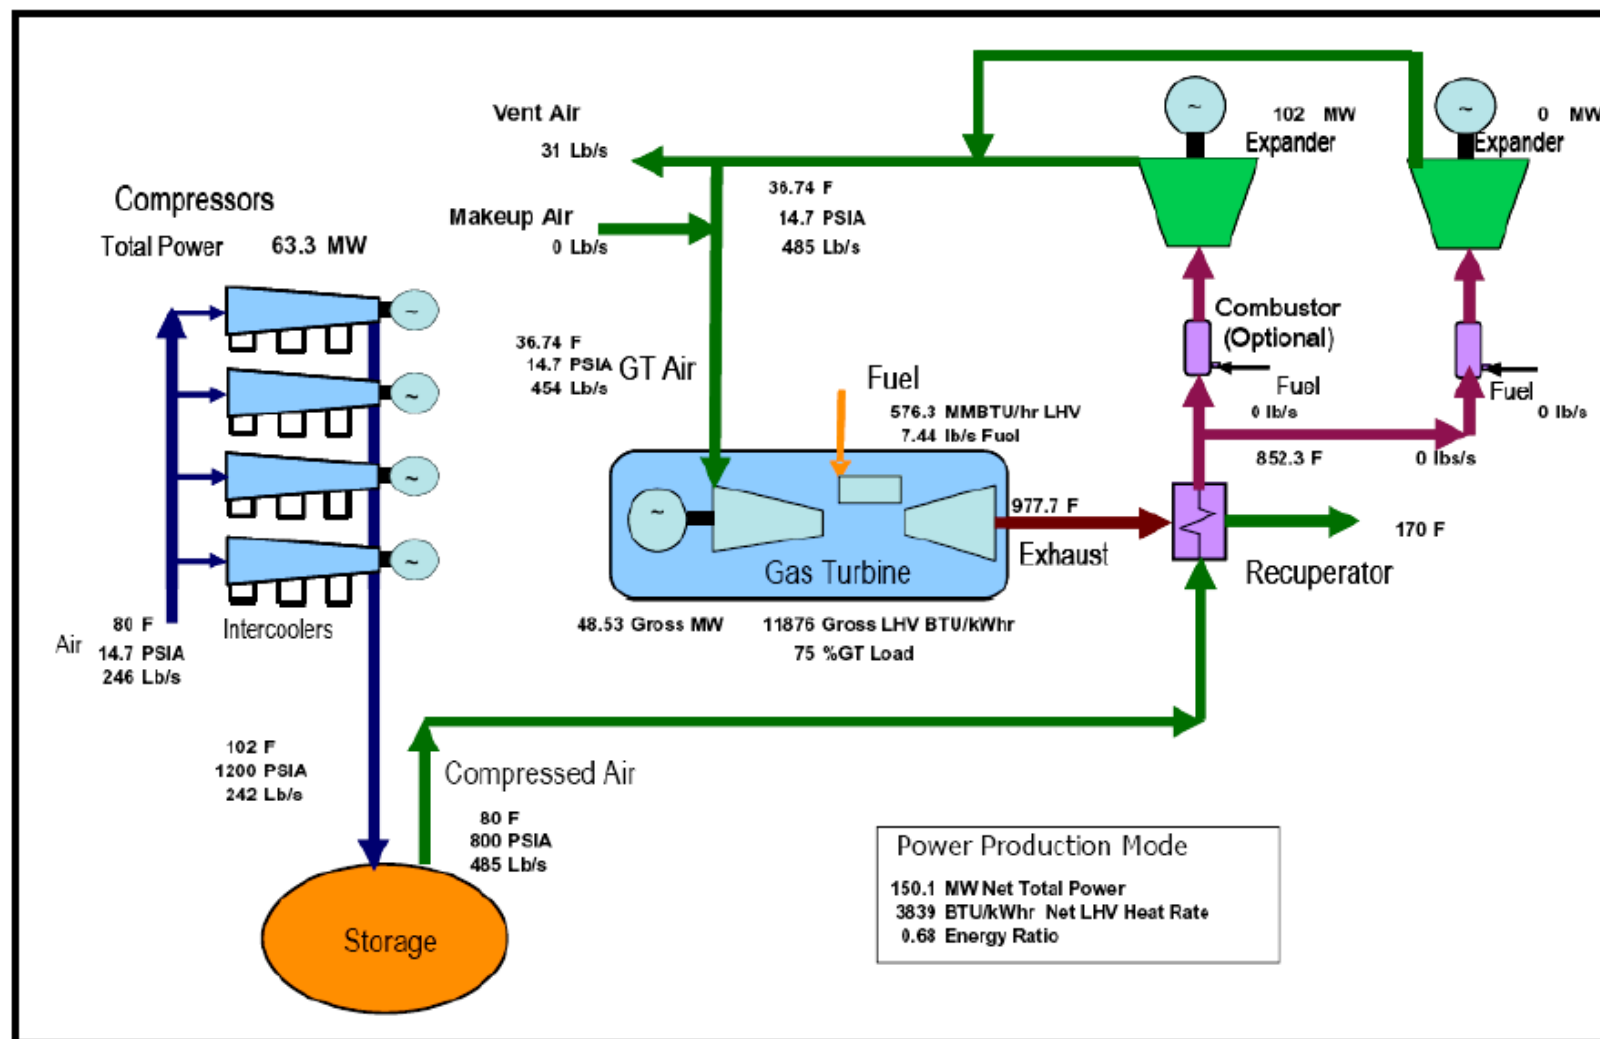 Vent Air
31 Lb/s
Makeup Air
0 Lb/s
36.74 F
14.7 PSIA
485 Lb/s
~
102 MW
Expander
~
0 MW
Expander
Compressors
Total Power 63.3 MW
~
~
~
~
Intercoolers
Air
80 F
14.7 PSIA
246 Lb/s
36.74 F
14.7 PSIA
454 Lb/s
GT Air
Fuel
576.3 MMBTU/hr LHV
7.44 lb/s Fuol
~
Gas Turbine
48.53 Gross MW
11876 Gross LHV BTU/kWhr
75 %GT Load
977.7 F
Exhaust
Combustor
(Optional)
Fuel
0 lb/s
Fuel
0 lb/s
852.3 F
0 lbs/s
170 F
Recuperator
102 F
1200 PSIA
242 Lb/s
Compressed Air
80 F
800 PSIA
485 Lb/s
Storage
Power Production Mode
150.1 MW Net Total Power
3839 BTU/kWhr Net LHV Heat Rate
0.68 Energy Ratio